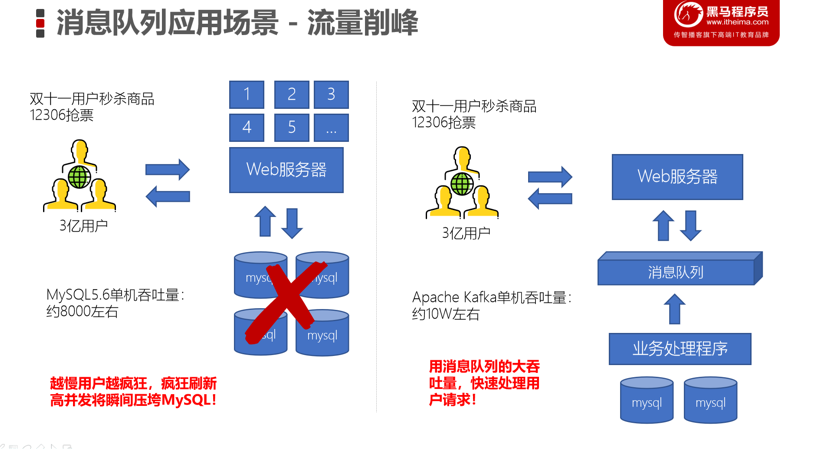 消息队列应用场景 - 流量削峰
黑马程序员
www.itheima.com
传智播客旗下高端IT教育品牌
双十一用户秒杀商品
12306抢票
3亿用户
1
2
3
4
5
...
Web服务器
mysql
mysql
mysql
mysql
MySQL5.6单机吞吐量：
约8000左右
越慢用户越疯狂，疯狂刷新
高并发将瞬间压垮MySQL！
双十一用户秒杀商品
12306抢票
3亿用户
Web服务器
消息队列
Apache Kafka单机吞吐量：
约10W左右
业务处理程序
用消息队列的大吞
吐量，快速处理用
户请求！
mysql
mysql